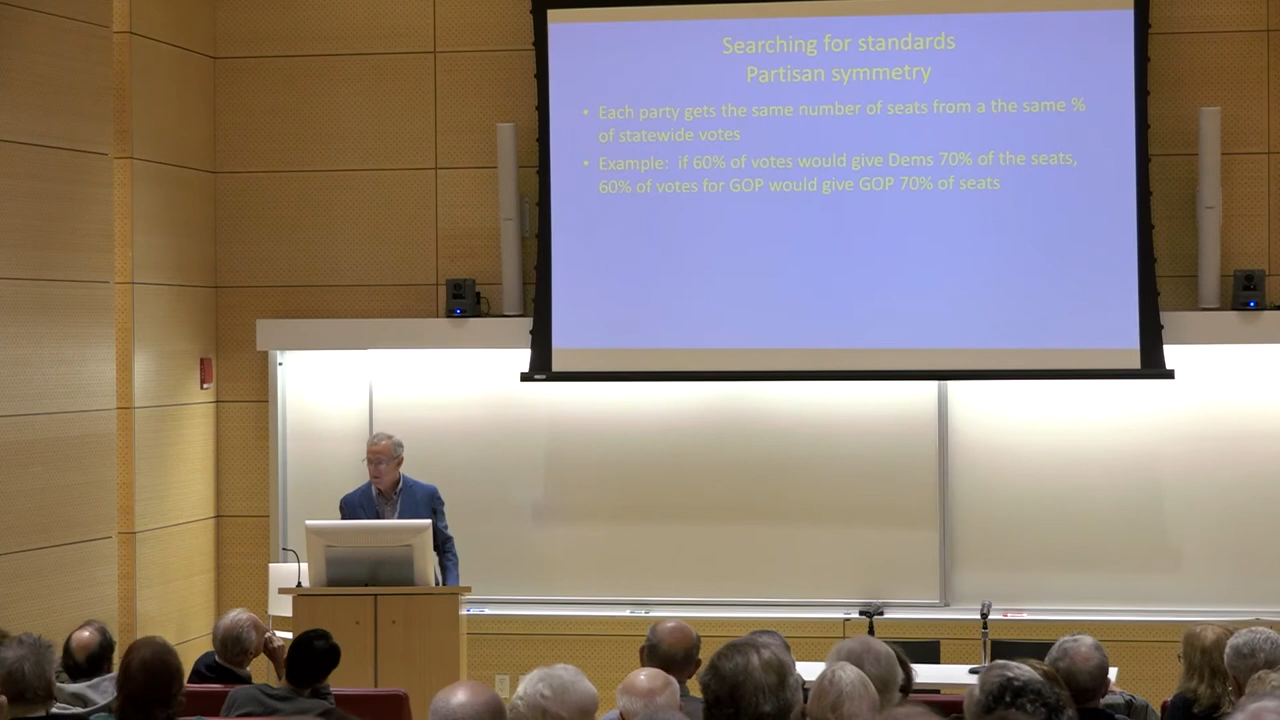 Searching for standards
Partisan symmetry
• Each party gets the same number of seats from a the same %
of statewide votes
• Example: if 60% of votes would give Dems 70% of the seats,
60% of votes for GOP would give GOP 70% of seats